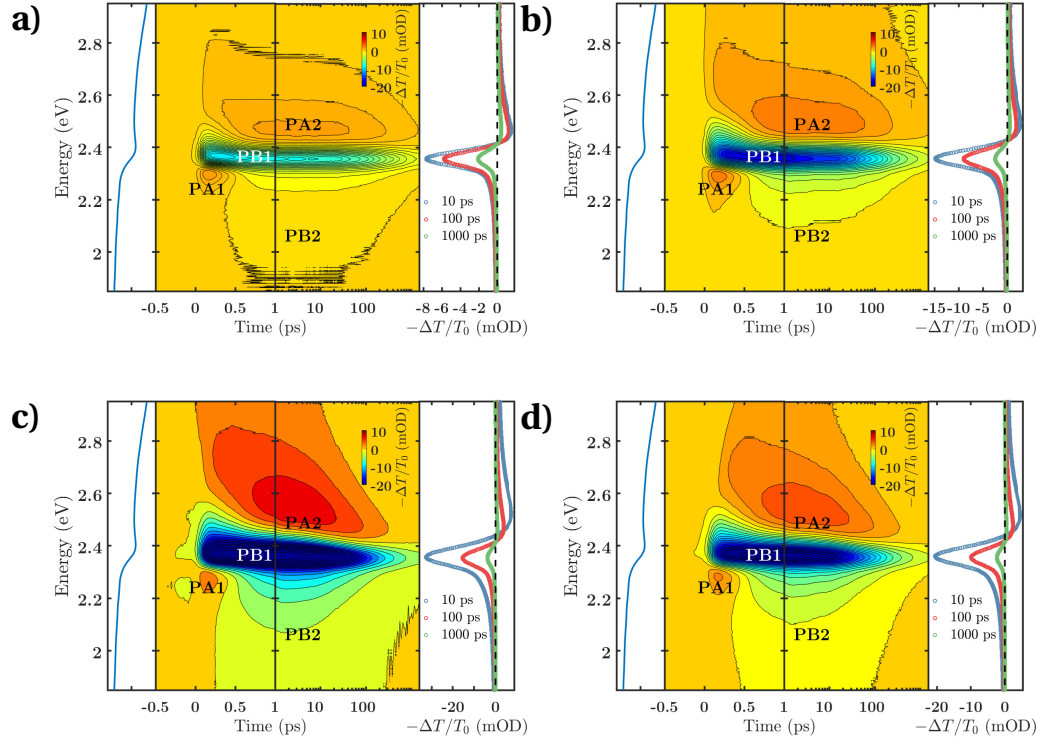 a)
2.8
2.6
2.4
2.2
2
Energy (eV)
PA2
PB1
PA1
PB2
10
0
-10
-20
−ΔT/T₀ (mOD)
10 ps
100 ps
1000 ps
-0.5 0 0.5 1 10 100
Time (ps)
-8 -6 -4 -2 0
−ΔT/T₀ (mOD)
b)
2.8
2.6
2.4
2.2
2
Energy (eV)
PA2
PB1
PA1
PB2
10
0
-10
-20
−ΔT/T₀ (mOD)
10 ps
100 ps
1000 ps
-0.5 0 0.5 1 10 100
Time (ps)
-15 -10 -5 0
−ΔT/T₀ (mOD)
c)
2.8
2.6
2.4
2.2
2
Energy (eV)
PA2
PB1
PA1
PB2
10
0
-10
-20
−ΔT/T₀ (mOD)
10 ps
100 ps
1000 ps
-0.5 0 0.5 1 10 100
Time (ps)
-20 0
−ΔT/T₀ (mOD)
d)
2.8
2.6
2.4
2.2
2
Energy (eV)
PA2
PB1
PA1
PB2
10
0
-10
-20
−ΔT/T₀ (mOD)
10 ps
100 ps
1000 ps
-0.5 0 0.5 1 10 100
Time (ps)
-20 -10 0
−ΔT/T₀ (mOD)